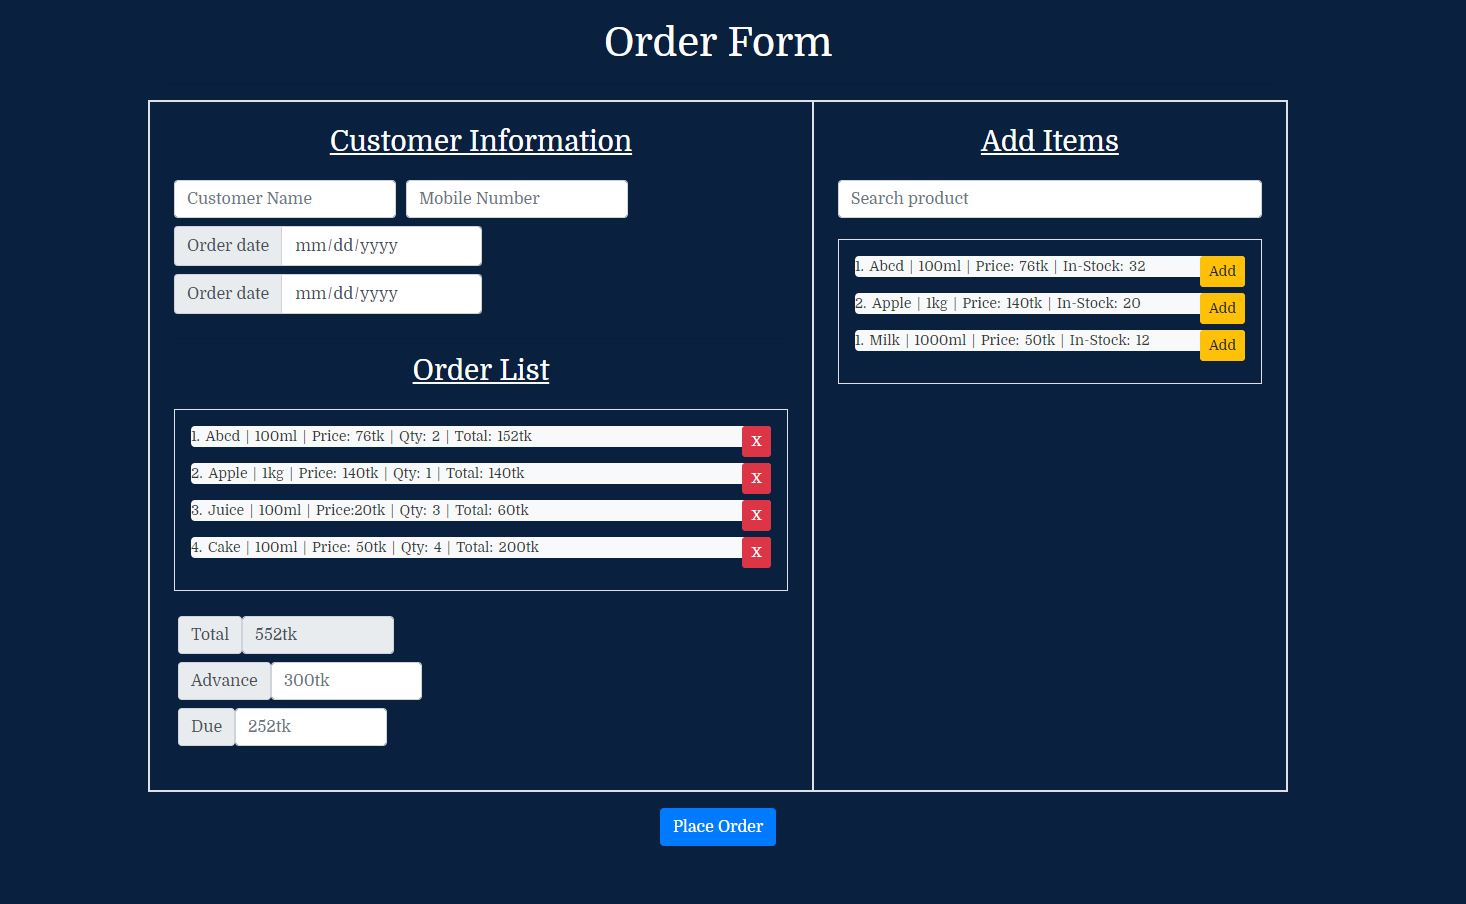 Order Form
Customer Information
Customer Name
Mobile Number
Order date
mm/dd/yyyy
Order date
mm/dd/yyyy
Order List
1. Abcd | 100ml | Price: 76tk | Qty: 2 | Total: 152tk
X
2. Apple | 1kg | Price: 140tk | Qty: 1 | Total: 140tk
X
3. Juice | 100ml | Price:20tk | Qty: 3 | Total: 60tk
X
4. Cake | 100ml | Price: 50tk | Qty: 4 | Total: 200tk
X
Total
552tk
Advance
300tk
Due
252tk
Add Items
Search product
1. Abcd | 100ml | Price: 76tk | In-Stock: 32
Add
2. Apple | 1kg | Price: 140tk | In-Stock: 20
Add
1. Milk | 1000ml | Price: 50tk | In-Stock: 12
Add
Place Order